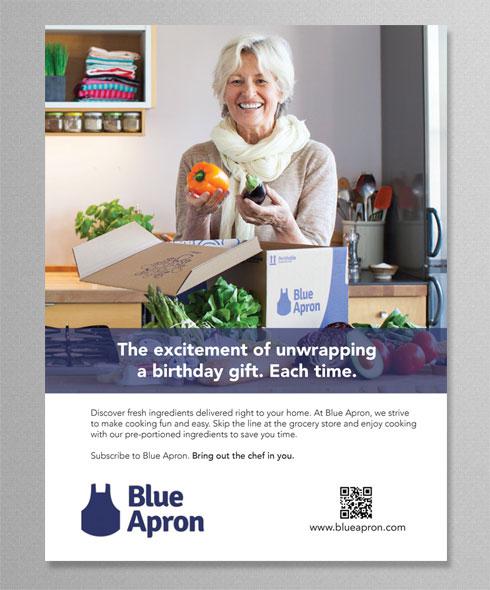 Blue
Apron
The excitement of unwrapping
a birthday gift. Each time.
Discover fresh ingredients delivered right to your home. At Blue Apron, we strive
to make cooking fun and easy. Skip the line at the grocery store and enjoy cooking
with our pre-portioned ingredients to save you time.
Subscribe to Blue Apron. Bring out the chef in you.
Blue
Apron
www.blueapron.com